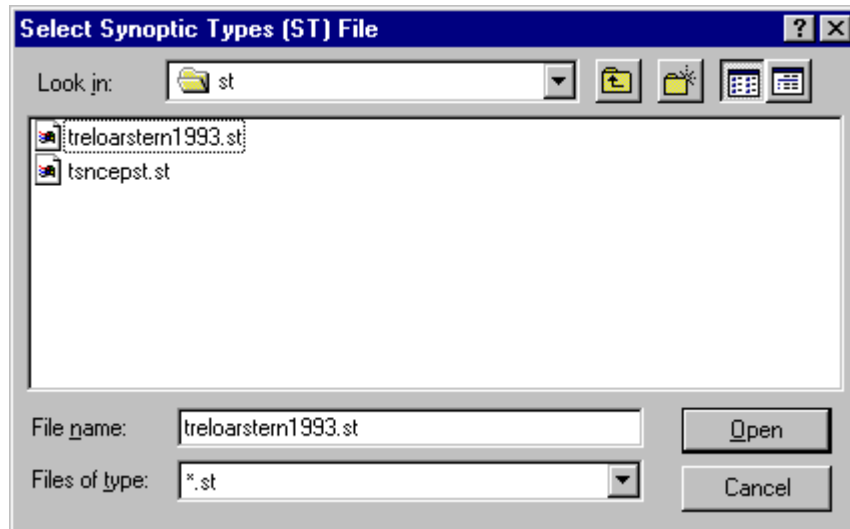 Select Synoptic Types (ST) File
Look in: st
treloarstern1993.st
tsncepst.st
File name: treloarstern1993.st Open
Files of type: *.st Cancel